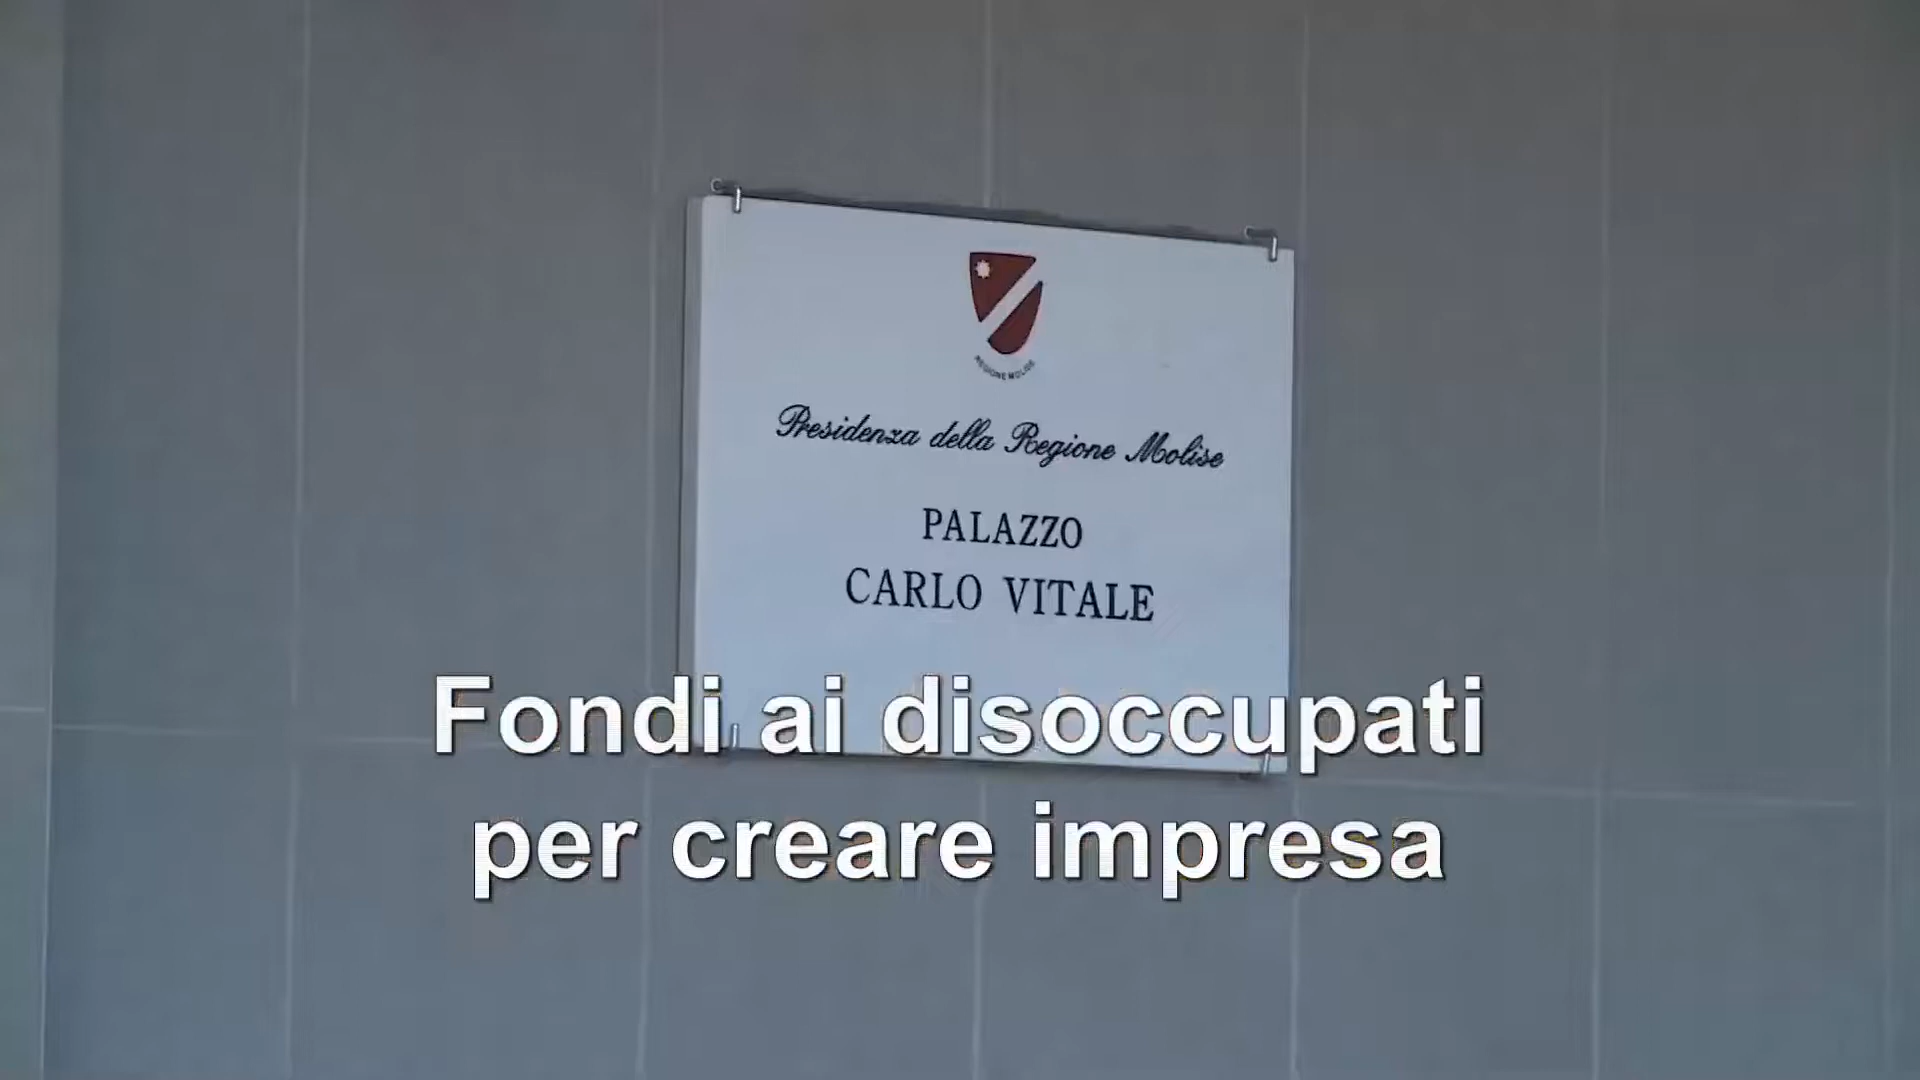 REGIONE MOLISE
Presidenza della Regione Molise
PALAZZO
CARLO VITALE
Fondi ai disoccupati
per creare impresa